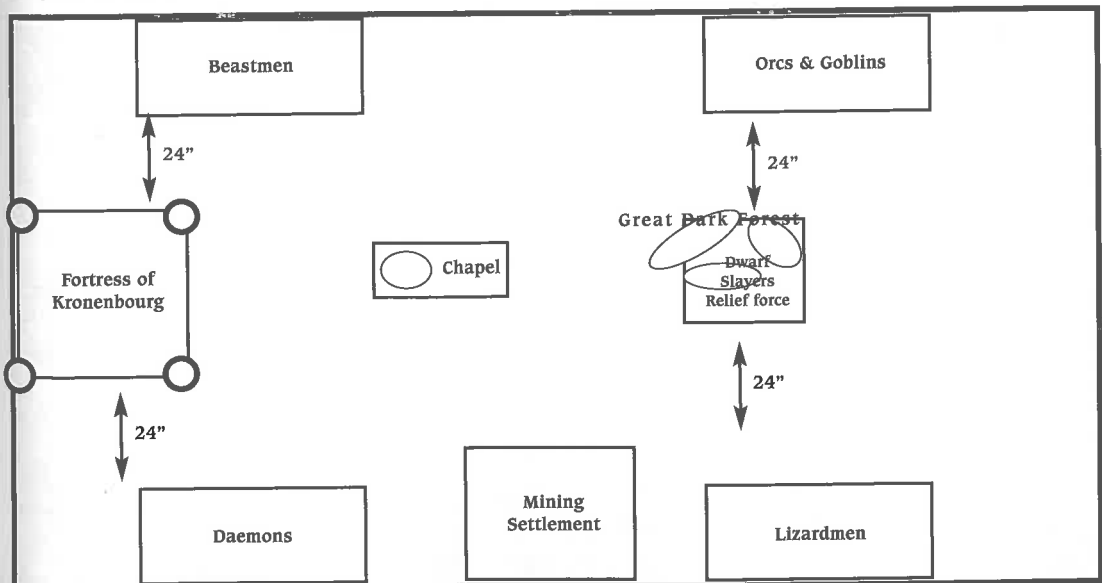 Beastmen
Orcs & Goblins
24"
24"
Great Dark Forest
Fortress of
Kronenbourg
Chapel
Dwarf
Slayers
Relief force
24"
24"
Mining
Settlement
Daemons
Lizardmen